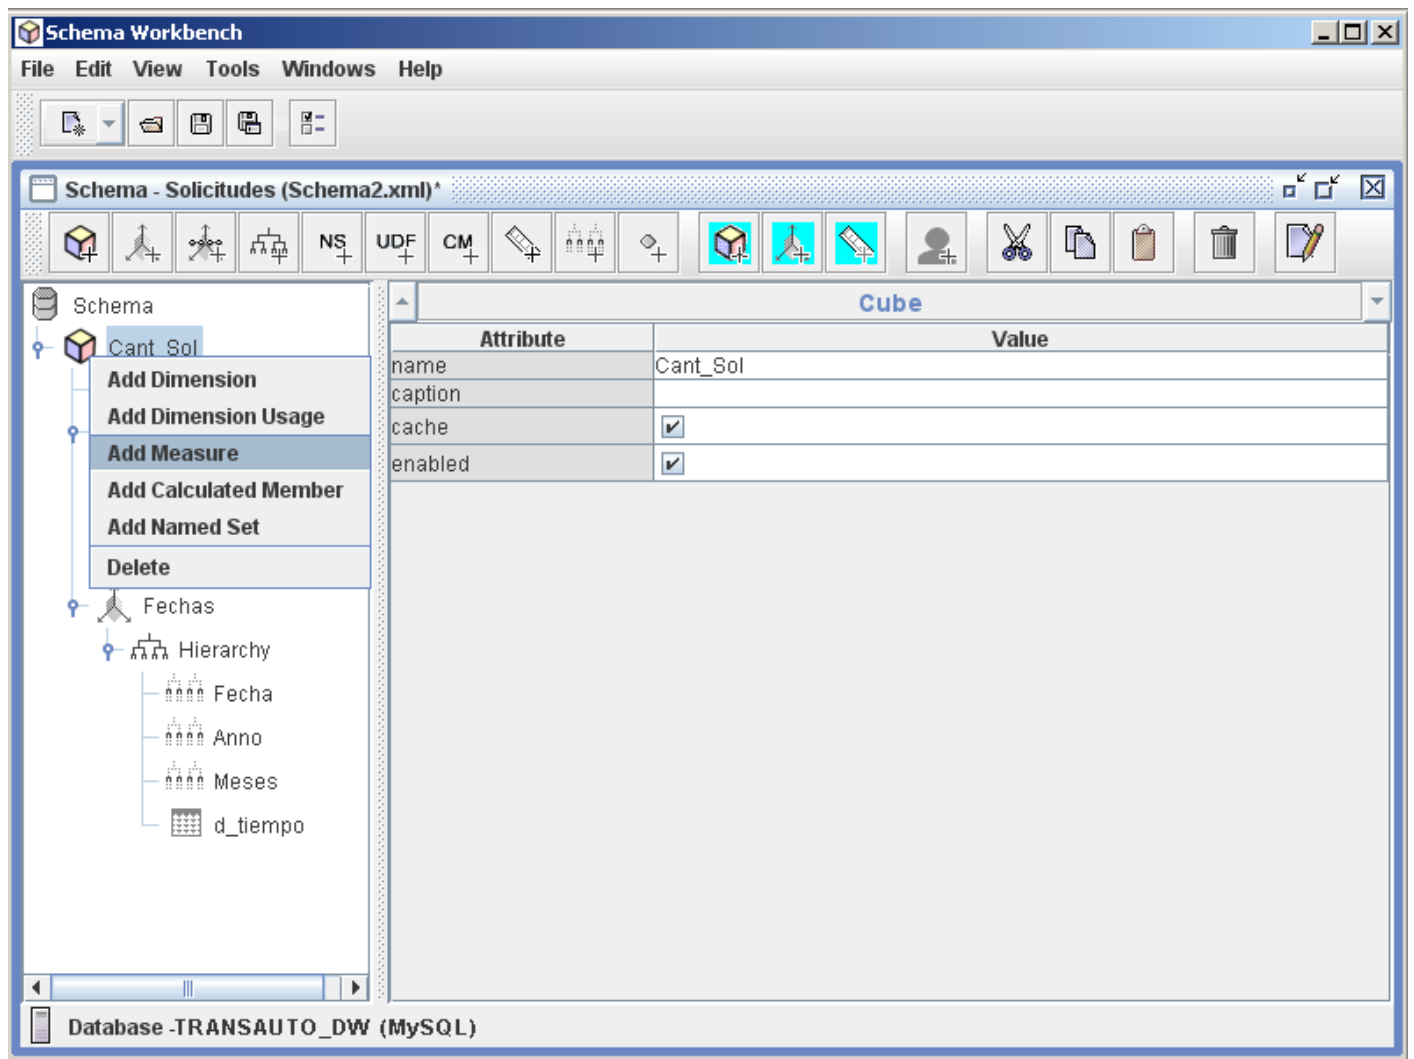 Schema Workbench
File Edit View Tools Windows Help
Schema - Solicitudes (Schema2.xml)*
NS UDF CM
Schema
Cant_Sol
Add Dimension
Add Dimension Usage
Add Measure
Add Calculated Member
Add Named Set
Delete
Fechas
Hierarchy
Fecha
Anno
Meses
d_tiempo
Cube
Attribute Value
name Cant_Sol
caption
cache
enabled
Database -TRANSAUTO_DW (MySQL)